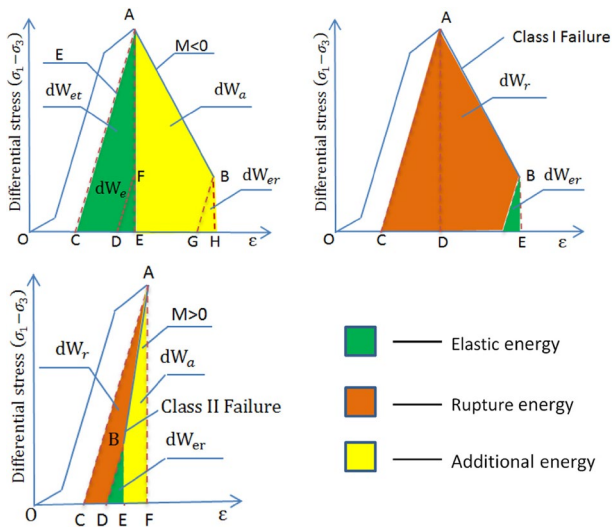 A
Differential stress (σ₁−σ₃)
E
M<0
dWet
dWa
dWe
F
B
dWer
O
C
D
E
G
H
ε
A
Differential stress (σ₁−σ₃)
Class I Failure
dWr
B
dWer
O
C
D
E
ε
A
Differential stress (σ₁−σ₃)
M>0
dWr
dWa
Class II Failure
B
dWer
O
C
D
E
F
ε
Elastic energy
Rupture energy
Additional energy